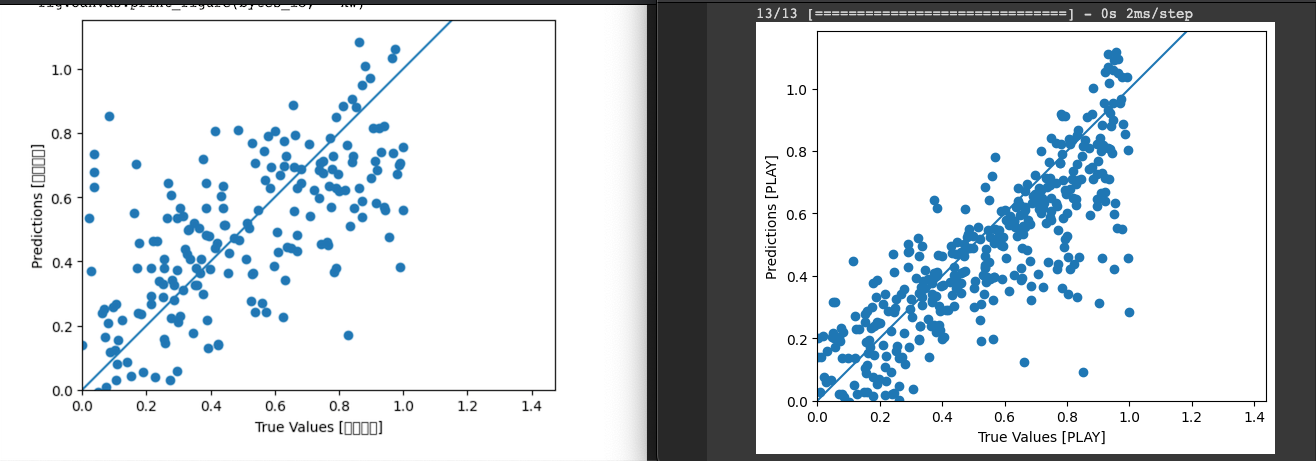 1.0
0.8
0.6
0.4
0.2
0.0
Predictions [▯▯▯▯]
0.0 0.2 0.4 0.6 0.8 1.0 1.2 1.4
True Values [▯▯▯▯]
13/13 [==============================] - 0s 2ms/step
1.0
0.8
0.6
0.4
0.2
0.0
Predictions [PLAY]
0.0 0.2 0.4 0.6 0.8 1.0 1.2 1.4
True Values [PLAY]